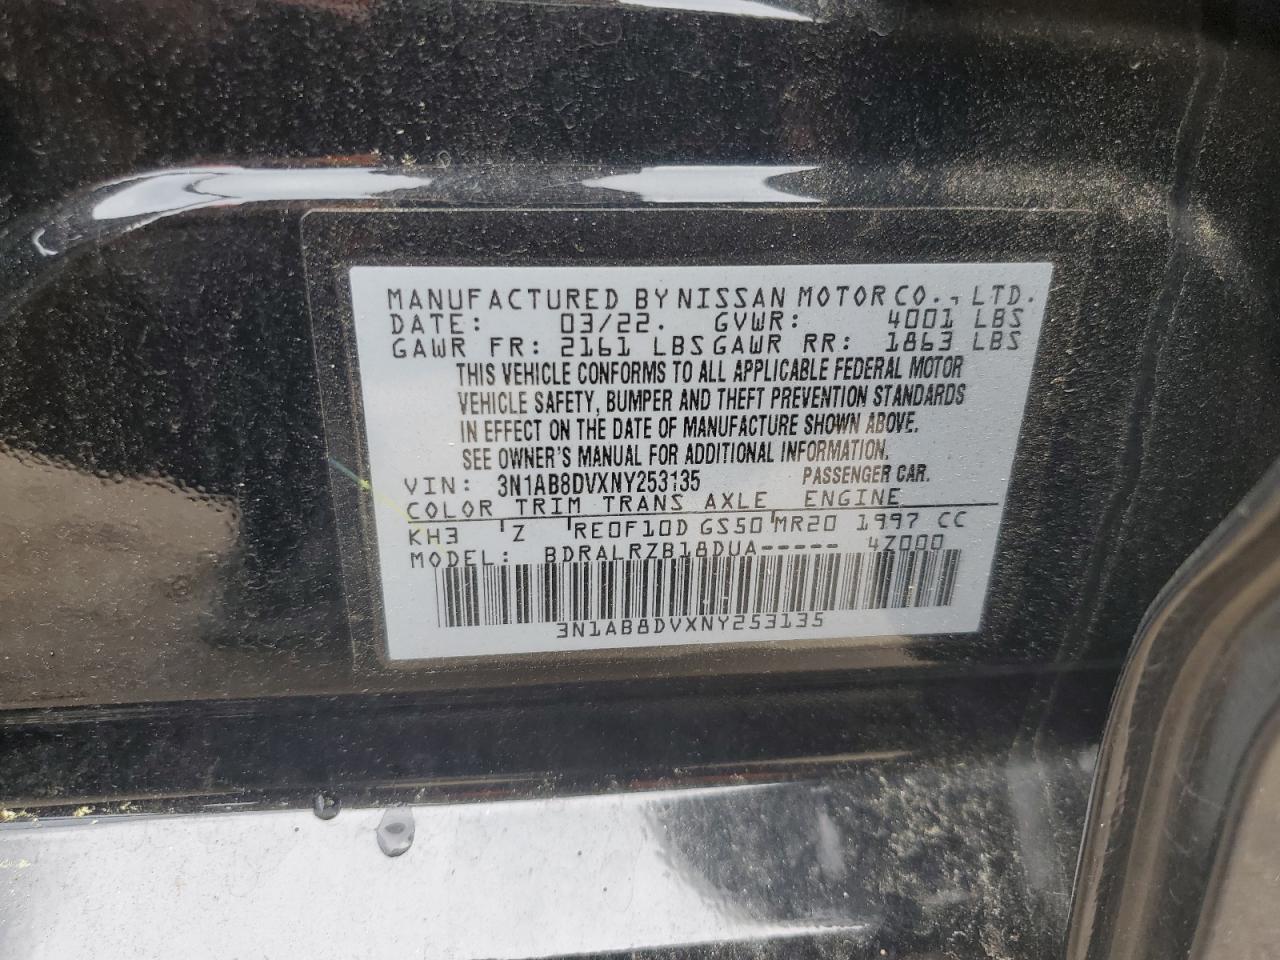 MANUFACTURED BY NISSAN MOTOR CO., LTD.
DATE: 03/22. GVWR: 4001 LBS
GAWR FR: 2161 LBS GAWR RR: 1863 LBS
THIS VEHICLE CONFORMS TO ALL APPLICABLE FEDERAL MOTOR
VEHICLE SAFETY, BUMPER AND THEFT PREVENTION STANDARDS
IN EFFECT ON THE DATE OF MANUFACTURE SHOWN ABOVE.
SEE OWNER'S MANUAL FOR ADDITIONAL INFORMATION.
VIN: 3N1AB8DVXNY253135 PASSENGER CAR.
COLOR TRIM TRANS AXLE ENGINE
KH3 Z RE0F10D GS50 MR20 1997 CC
MODEL: BDRALRZB18DUA----- 4Z000
3N1AB8DVXNY253135